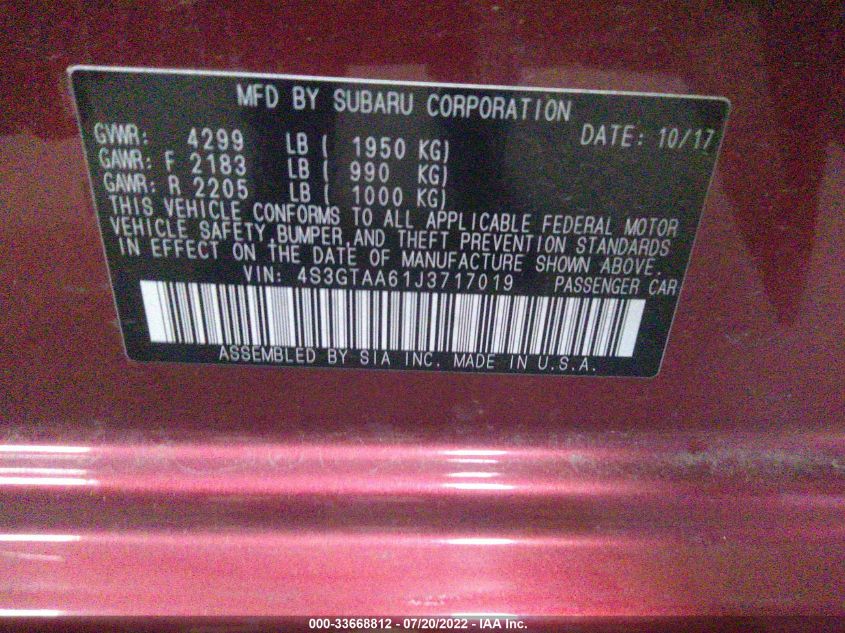 MFD BY SUBARU CORPORATION
GVWR: 4299 LB ( 1950 KG) DATE: 10/17
GAWR: F 2183 LB ( 990 KG)
GAWR: R 2205 LB ( 1000 KG)
THIS VEHICLE CONFORMS TO ALL APPLICABLE FEDERAL MOTOR
VEHICLE SAFETY, BUMPER, AND THEFT PREVENTION STANDARDS
IN EFFECT ON THE DATE OF MANUFACTURE SHOWN ABOVE.
VIN: 4S3GTAA61J3717019 PASSENGER CAR
ASSEMBLED BY SIA INC. MADE IN U.S.A.
000-33668812 - 07/20/2022 - IAA Inc.